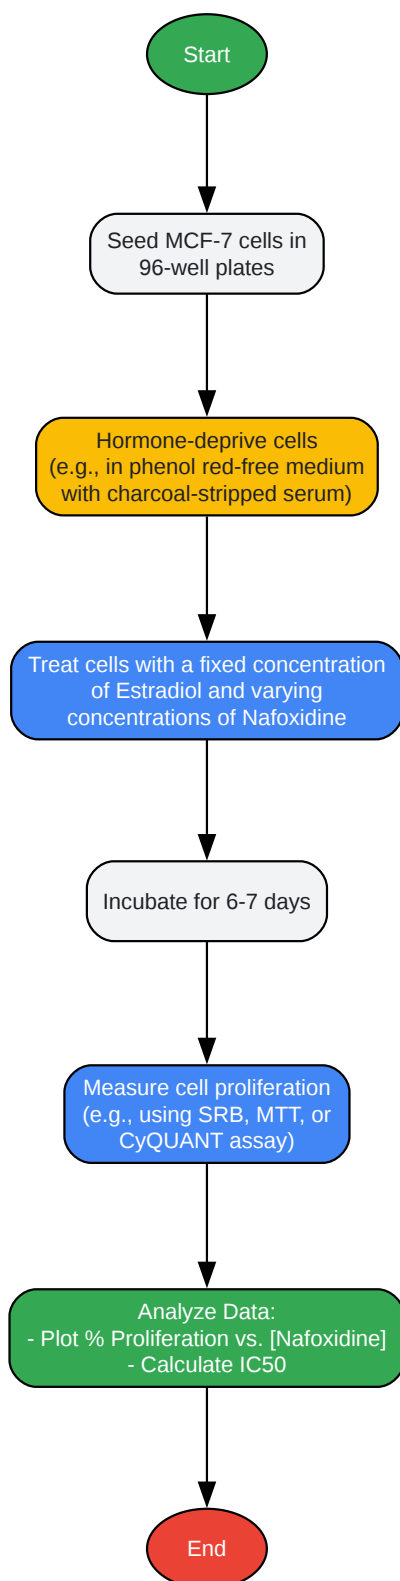 Start
Seed MCF-7 cells in
96-well plates
Hormone-deprive cells
(e.g., in phenol red-free medium
with charcoal-stripped serum)
Treat cells with a fixed concentration
of Estradiol and varying
concentrations of Nafoxidine
Incubate for 6-7 days
Measure cell proliferation
(e.g., using SRB, MTT, or
CyQUANT assay)
Analyze Data:
- Plot % Proliferation vs. [Nafoxidine]
- Calculate IC50
End